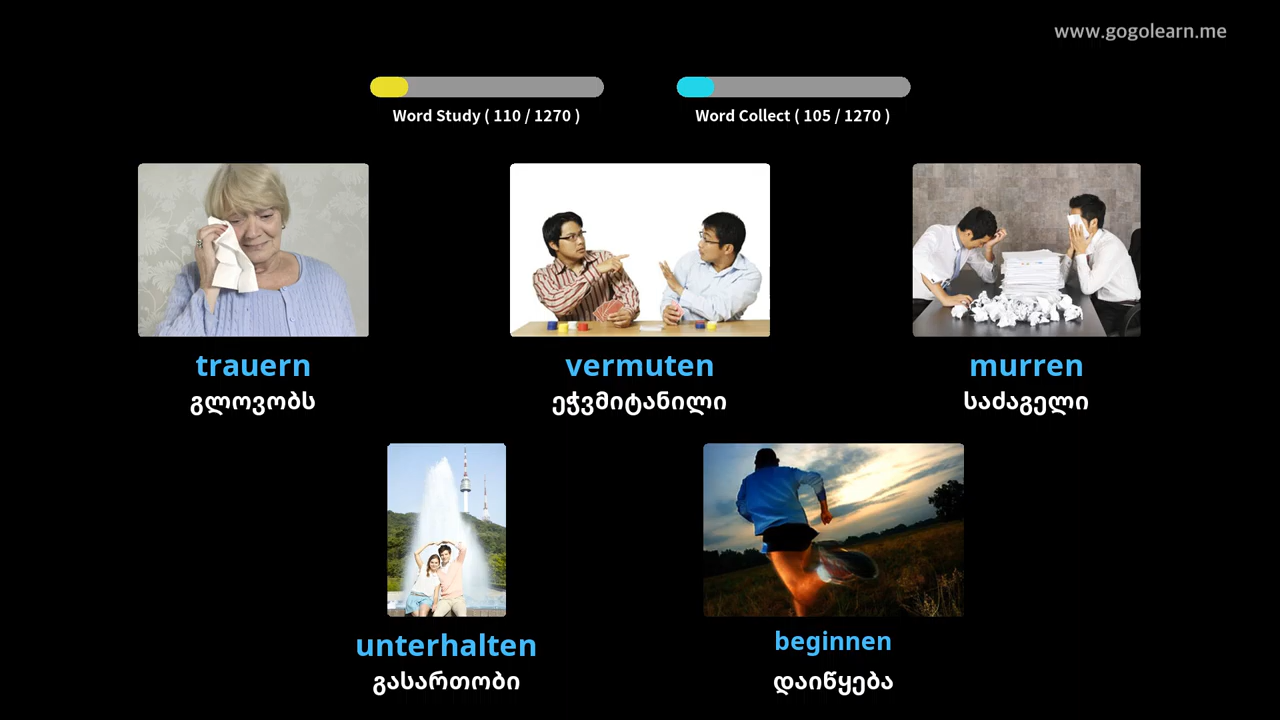 www.gogolearn.me
Word Study ( 110 / 1270 )
Word Collect ( 105 / 1270 )
trauern
გლოვობს
vermuten
ეჭვმიტანილი
murren
საძაგელი
unterhalten
გასართობი
beginnen
დაიწყება